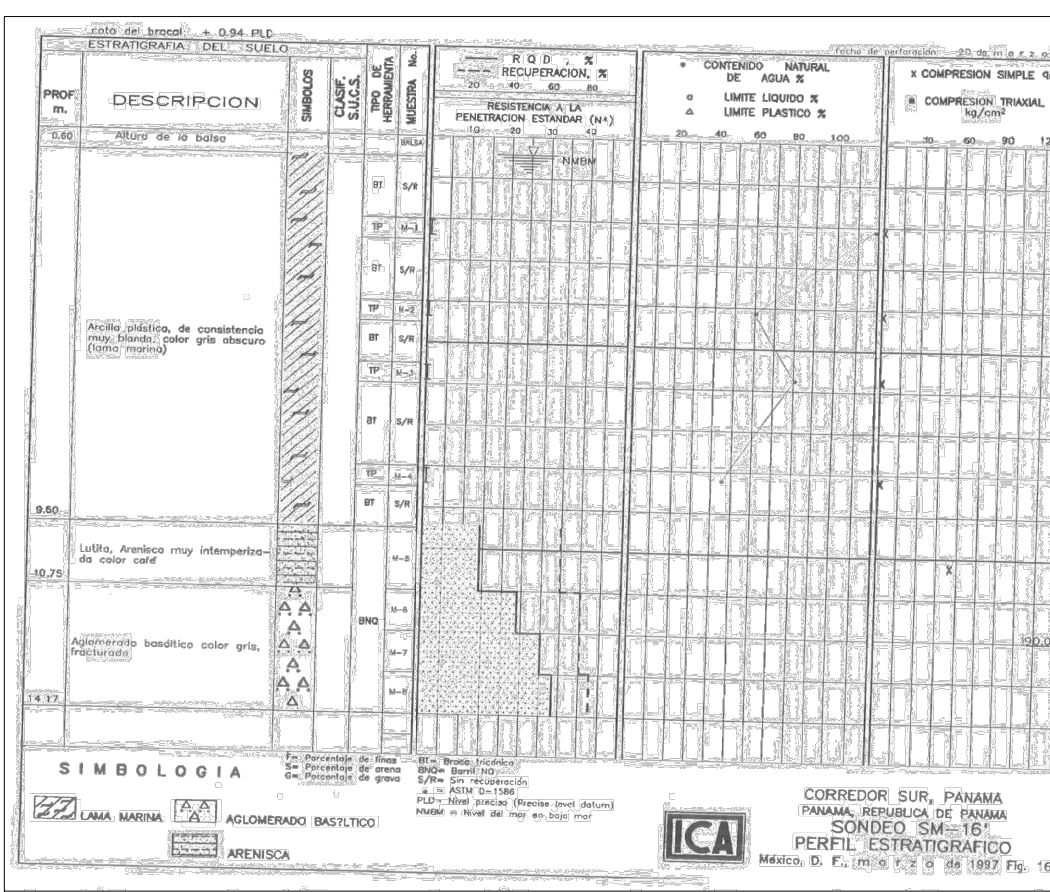 cota del brocal + 0.94 PLD
fecha de perforación 20 de marzo
ESTRATIGRAFIA DEL SUELO
PROF. m.
DESCRIPCION
SIMBOLOS
CLASIF. S.U.C.S.
TIPO DE HERRAMIENTA
MUESTRA No.
R Q D , %
RECUPERACION, %
20 40 60 80
RESISTENCIA A LA
PENETRACION ESTANDAR (N*)
10 20 30 40
CONTENIDO NATURAL
DE AGUA %
LIMITE LIQUIDO %
LIMITE PLASTICO %
20 40 60 80 100
x COMPRESION SIMPLE
COMPRESION TRIAXIAL
kg/cm²
30 60 90
0.60 Altura de la balsa BALSA
NMBM
BT S/R
TP M-1
BT S/R
TP M-2
Arcilla plástica, de consistencia
muy blanda, color gris obscuro
(lama marina)
BT S/R
TP M-3
BT S/R
TP M-4
BT S/R
9.60
Lutita, Arenisca muy intemperiza-
da color café
M-5
10.75
M-6
BNQ
Aglomerado basáltico color gris,
fracturado
M-7
190.0
M-8
14.17
SIMBOLOGIA
F= Porcentaje de finas
S= Porcentaje de arena
G= Porcentaje de grava
BT= Broca tricónica
BNQ= Barril NQ
S/R= Sin recuperación
* = ASTM D-1586
PLD= Nivel preciso (Precise level datum)
NMBM = Nivel del mar en baja mar
LAMA MARINA
AGLOMERADO BAS?LTICO
ARENISCA
ICA
CORREDOR SUR, PANAMA
PANAMA, REPUBLICA DE PANAMA
SONDEO SM-16'
PERFIL ESTRATIGRAFICO
México, D. F., marzo de 1997 Fig. 16